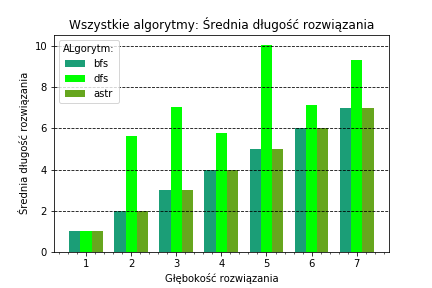 Wszystkie algorytmy: Średnia długość rozwiązania
Średnia długość rozwiązania
10
8
6
4
2
0
ALgorytm:
bfs
dfs
astr
1 2 3 4 5 6 7
Głębokość rozwiązania